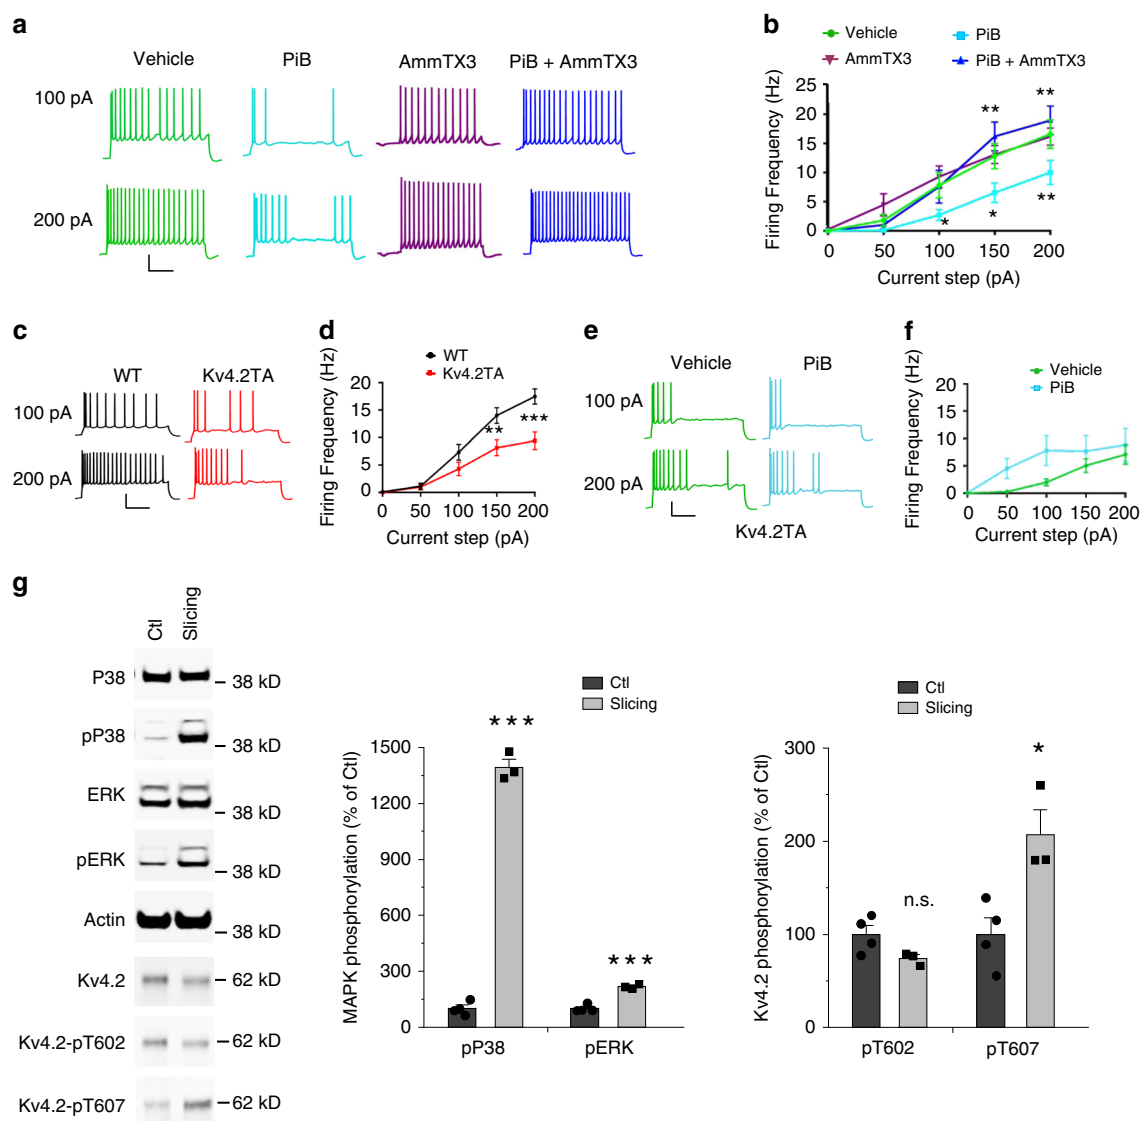 a
Vehicle PiB AmmTX3 PiB + AmmTX3
100 pA
200 pA
b
Vehicle PiB
AmmTX3 PiB + AmmTX3
Firing Frequency (Hz)
25
20
15
10
5
0
** **
* * **
0 50 100 150 200
Current step (pA)
c
WT Kv4.2TA
100 pA
200 pA
d
WT
Kv4.2TA
Firing Frequency (Hz)
20
15
10
5
0
** ***
0 50 100 150 200
Current step (pA)
e
Vehicle PiB
100 pA
200 pA
Kv4.2TA
f
Vehicle
PiB
Firing Frequency (Hz)
20
15
10
5
0
0 50 100 150 200
Current step (pA)
g
Ctl Slicing
P38 38 kD
pP38 38 kD
ERK 38 kD
pERK 38 kD
Actin 38 kD
Kv4.2 62 kD
Kv4.2-pT602 62 kD
Kv4.2-pT607 62 kD
Ctl
Slicing
MAPK phosphorylation (% of Ctl)
1500
1200
900
600
300
0
***
***
pP38 pERK
Ctl
Slicing
Kv4.2 phosphorylation (% of Ctl)
300
200
100
0
n.s.
*
pT602 pT607